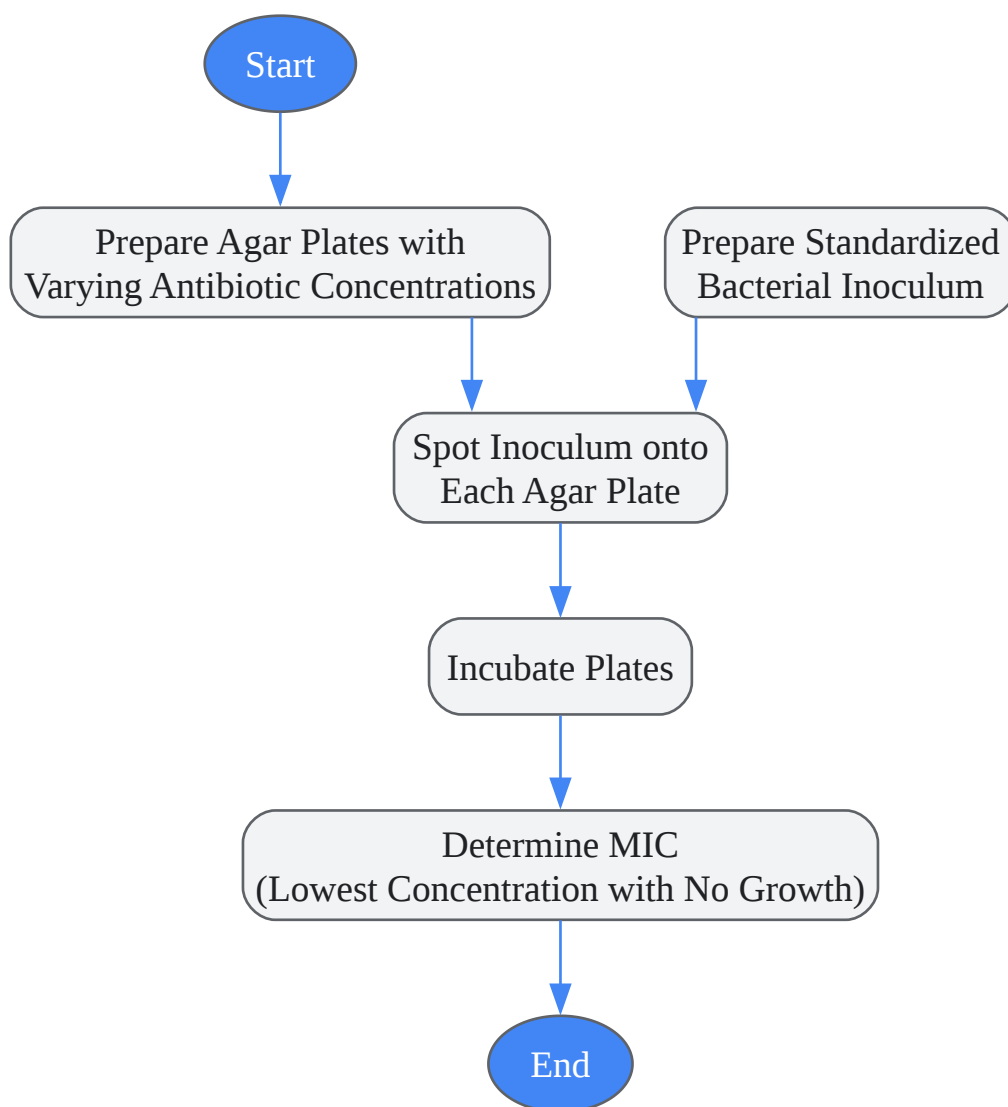 Start
Prepare Agar Plates with
Varying Antibiotic Concentrations
Prepare Standardized
Bacterial Inoculum
Spot Inoculum onto
Each Agar Plate
Incubate Plates
Determine MIC
(Lowest Concentration with No Growth)
End